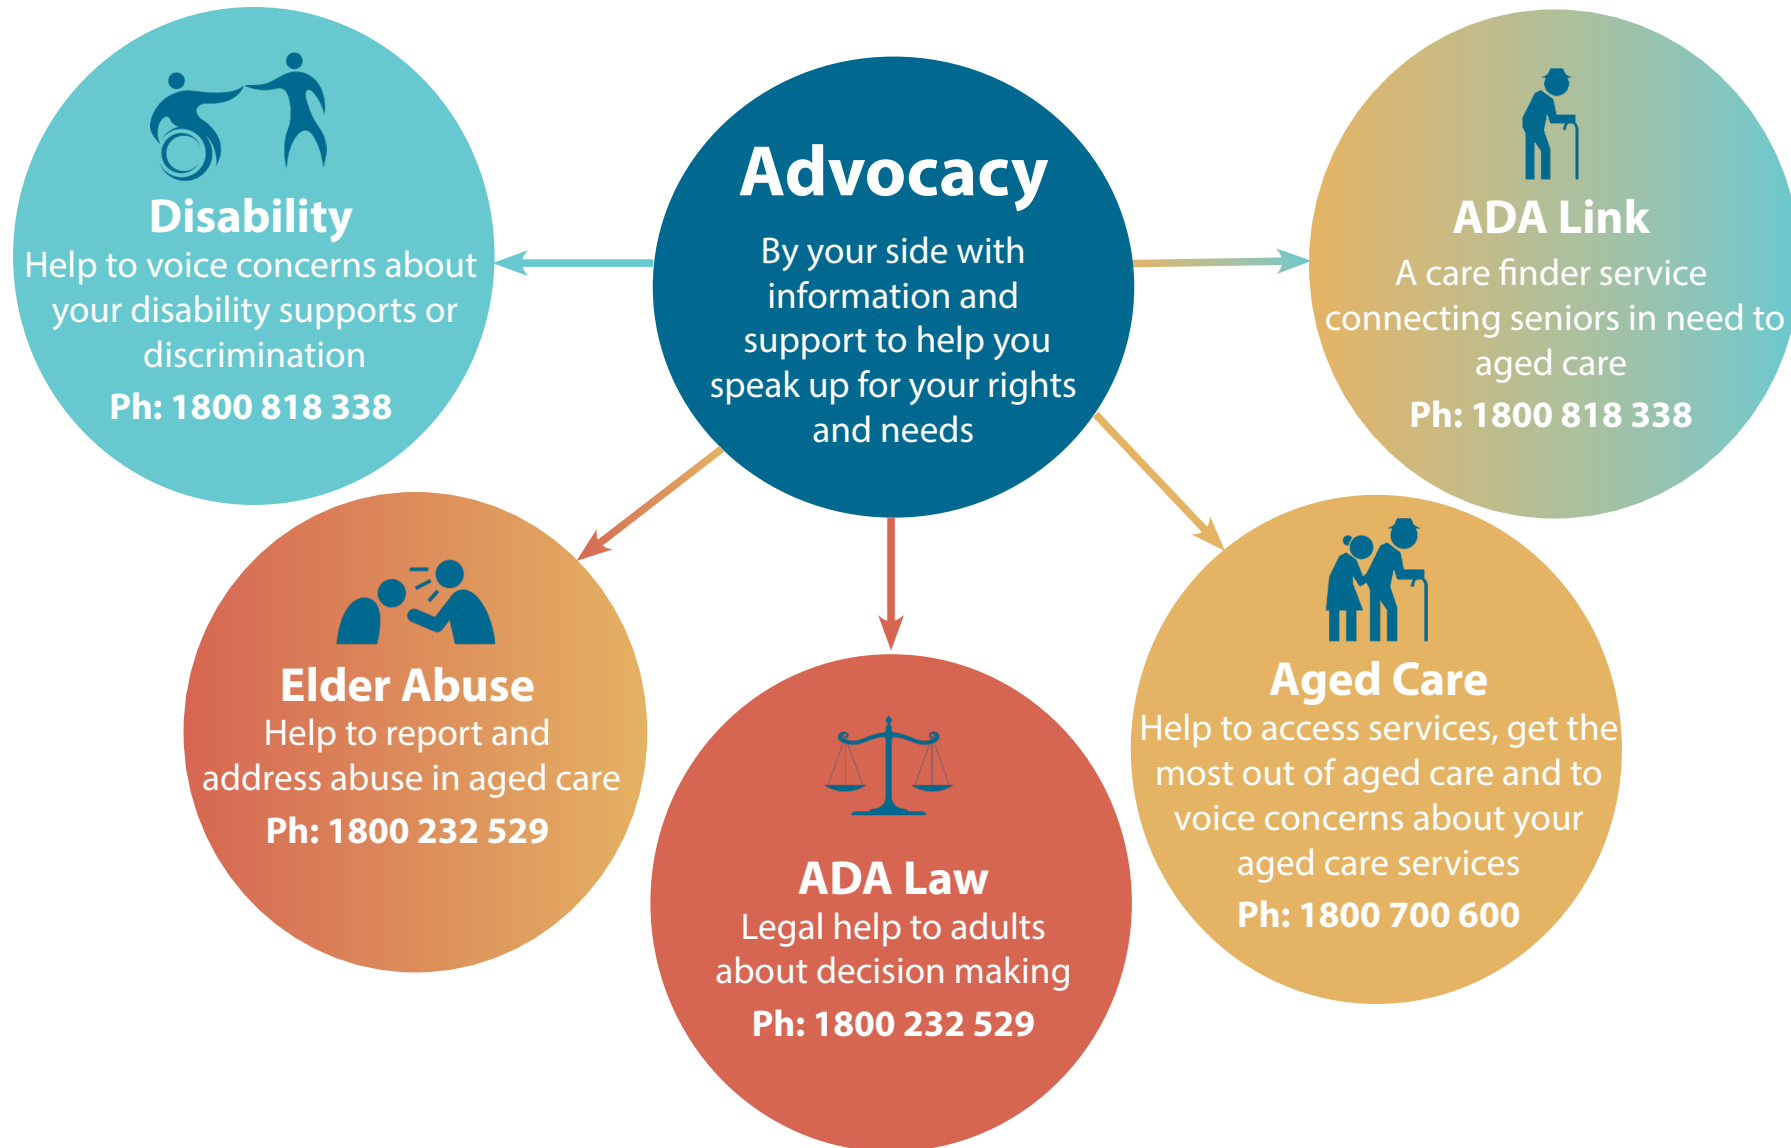 Advocacy
By your side with
information and
support to help you
speak up for your rights
and needs
Disability
Help to voice concerns about
your disability supports or
discrimination
Ph: 1800 818 338
ADA Link
A care finder service
connecting seniors in need to
aged care
Ph: 1800 818 338
Elder Abuse
Help to report and
address abuse in aged care
Ph: 1800 232 529
ADA Law
Legal help to adults
about decision making
Ph: 1800 232 529
Aged Care
Help to access services, get the
most out of aged care and to
voice concerns about your
aged care services
Ph: 1800 700 600